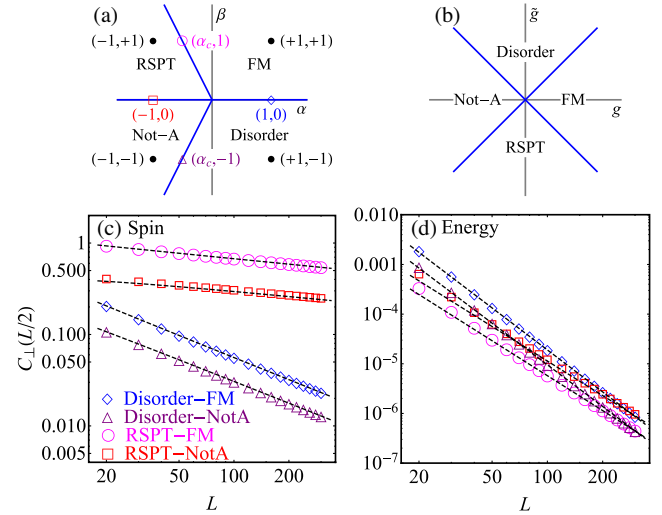 (a)
β
(−1,+1)
(α_c,1)
(+1,+1)
RSPT
FM
(−1,0)
(1,0)
α
Not−A
Disorder
(−1,−1)
(α_c,−1)
(+1,−1)
(b)
g̃
Disorder
Not−A
FM
g
RSPT
(c) Spin
C⊥(L/2)
1
0.500
0.100
0.050
0.010
0.005
Disorder−FM
Disorder−NotA
RSPT−FM
RSPT−NotA
20 50 100 200
L
(d) Energy
0.010
0.001
10⁻⁴
10⁻⁵
10⁻⁶
10⁻⁷
20 50 100 200
L